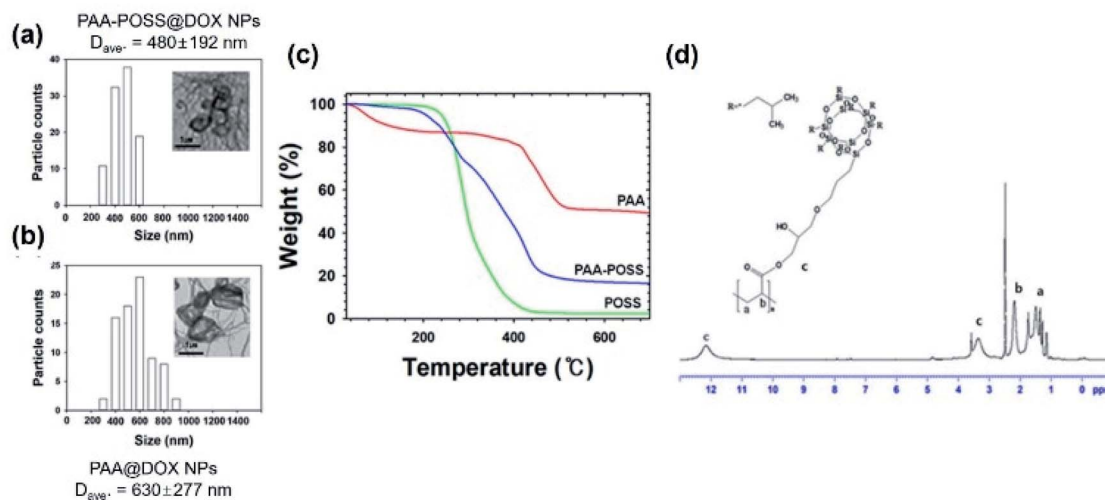 (a)
PAA-POSS@DOX NPs
Dave. = 480±192 nm
Particle counts
40
30
20
10
0
1um
0 200 400 600 800 1000 1200 1400
Size (nm)
(b)
Particle counts
25
20
15
10
5
0
1um
0 200 400 600 800 1000 1200 1400
Size (nm)
PAA@DOX NPs
Dave. = 630±277 nm
(c)
Weight (%)
100
80
60
40
20
0
PAA
PAA-POSS
POSS
200 400 600
Temperature (℃)
(d)
R=
CH3
CH3
R
Si
O
HO
O
O
O
c
a
b
n
c
c
b
a
12 11 10 9 8 7 6 5 4 3 2 1 0 ppm